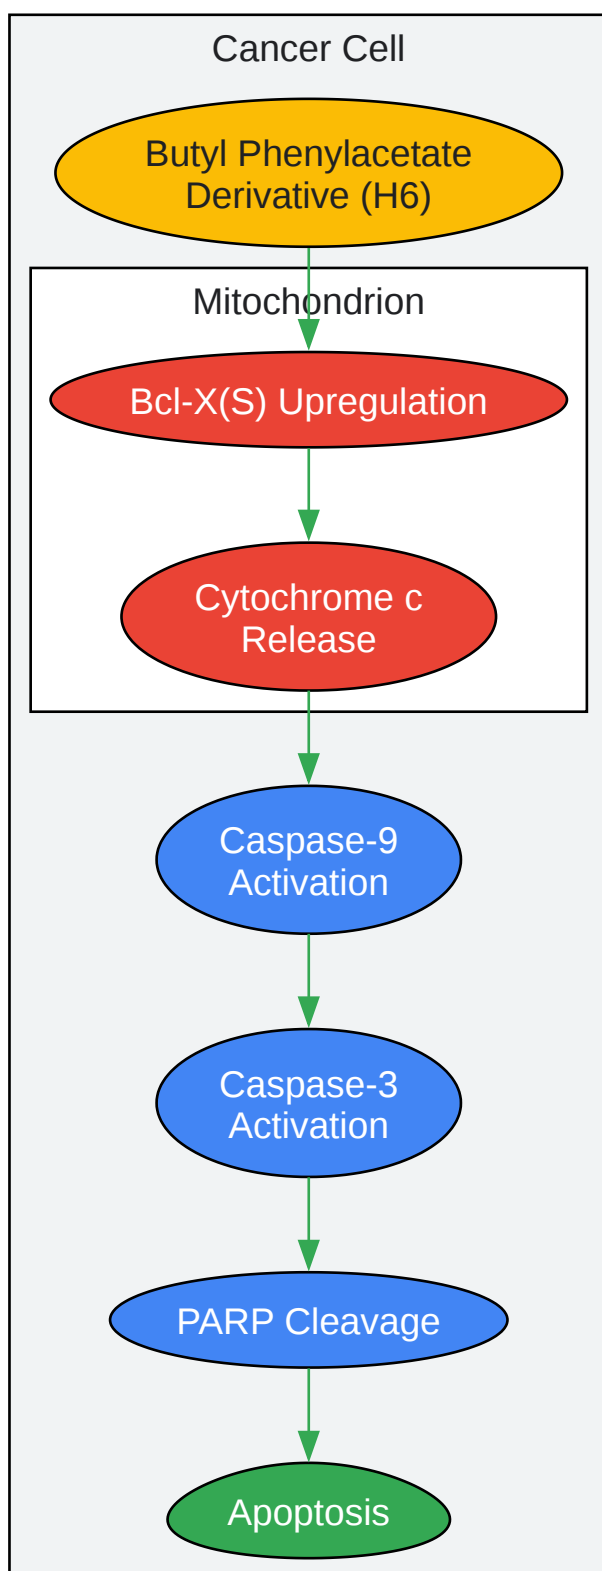 Cancer Cell
Butyl Phenylacetate
Derivative (H6)
Mitochondrion
Bcl-X(S) Upregulation
Cytochrome c
Release
Caspase-9
Activation
Caspase-3
Activation
PARP Cleavage
Apoptosis